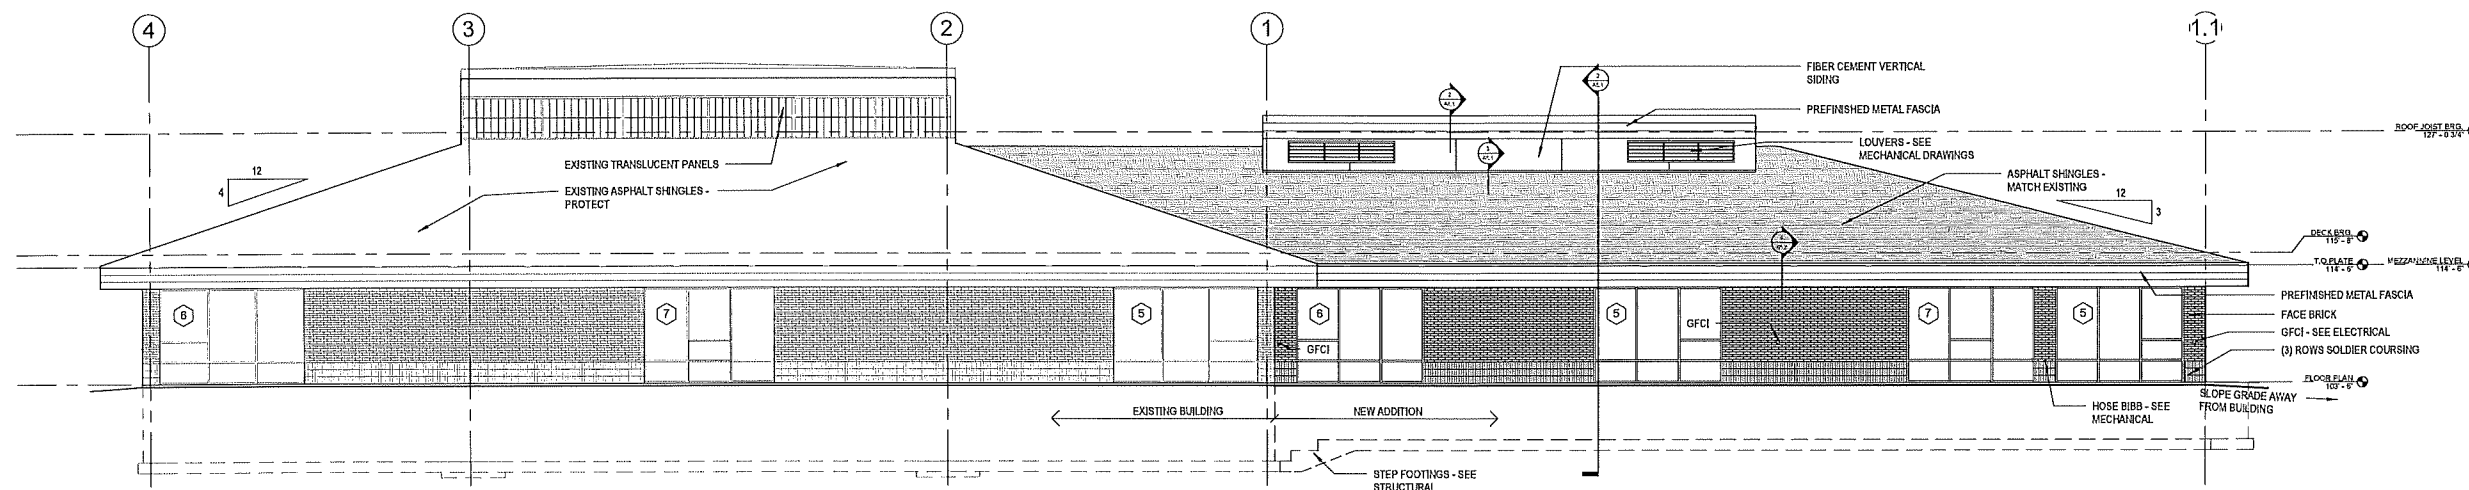 4
3
2
1
1.1
FIBER CEMENT VERTICAL
SIDING
PREFINISHED METAL FASCIA
ROOF JOIST BRG.
127' - 0 3/4"
LOUVERS - SEE
MECHANICAL DRAWINGS
EXISTING TRANSLUCENT PANELS
12
4
EXISTING ASPHALT SHINGLES -
PROTECT
ASPHALT SHINGLES -
MATCH EXISTING
12
3
DECK BRG.
115' - 8"
T.O.PLATE
114' - 6"
MEZZANINE LEVEL
114' - 6"
PREFINISHED METAL FASCIA
6
7
5
6
5
GFCI
7
5
FACE BRICK
GFCI - SEE ELECTRICAL
GFCI
(3) ROWS SOLDIER COURSING
FLOOR PLAN
103' - 6"
SLOPE GRADE AWAY
FROM BUILDING
EXISTING BUILDING
NEW ADDITION
HOSE BIBB - SEE
MECHANICAL
STEP FOOTINGS - SEE
STRUCTURAL